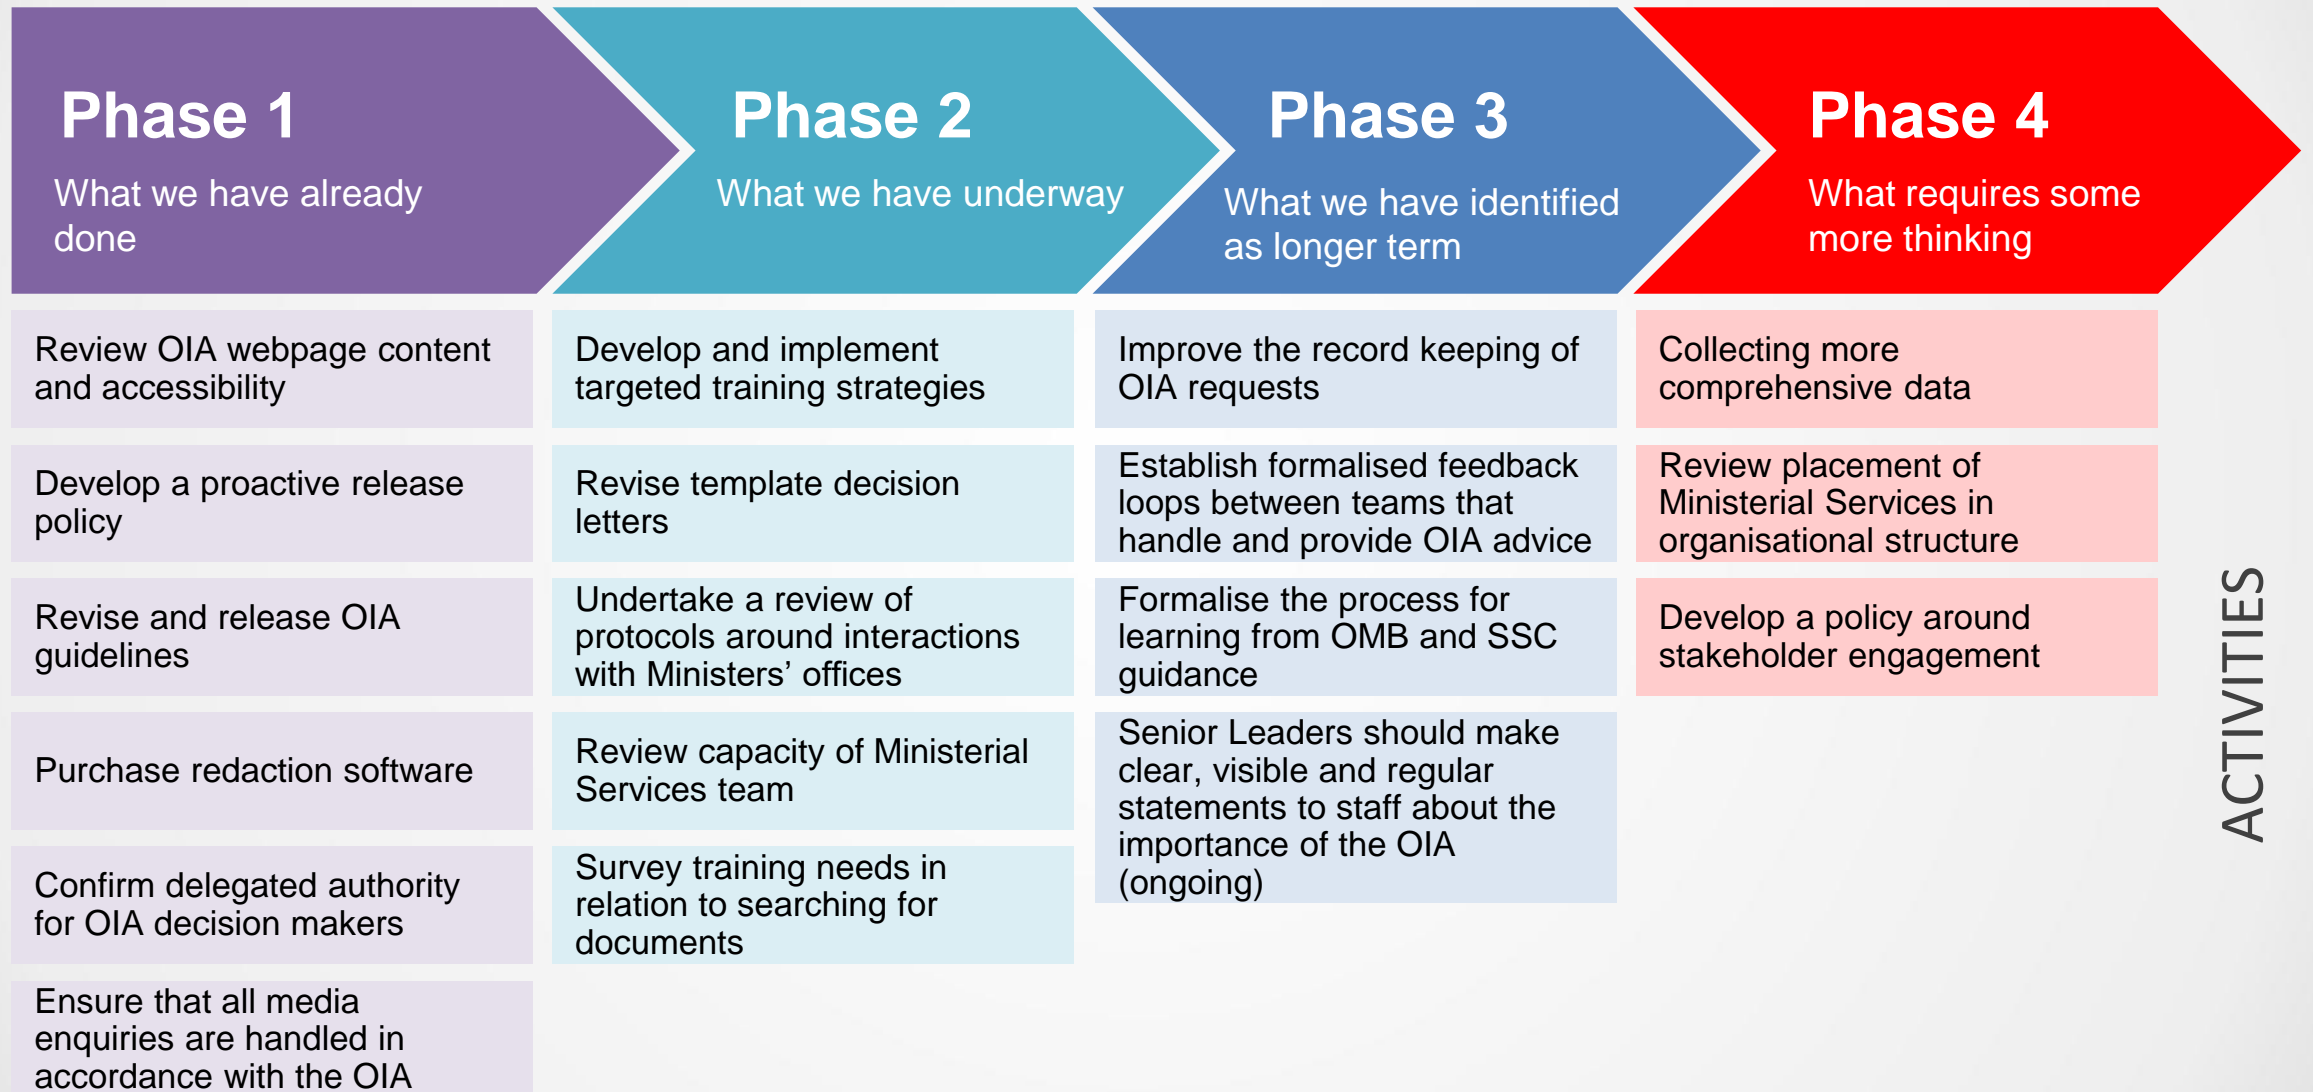 Phase 1
What we have already
done
Phase 2
What we have underway
Phase 3
What we have identified
as longer term
Phase 4
What requires some
more thinking
Review OIA webpage content
and accessibility
Develop a proactive release
policy
Revise and release OIA
guidelines
Purchase redaction software
Confirm delegated authority
for OIA decision makers
Ensure that all media
enquiries are handled in
accordance with the OIA
Develop and implement
targeted training strategies
Revise template decision
letters
Undertake a review of
protocols around interactions
with Ministers’ offices
Review capacity of Ministerial
Services team
Survey training needs in
relation to searching for
documents
Improve the record keeping of
OIA requests
Establish formalised feedback
loops between teams that
handle and provide OIA advice
Formalise the process for
learning from OMB and SSC
guidance
Senior Leaders should make
clear, visible and regular
statements to staff about the
importance of the OIA
(ongoing)
Collecting more
comprehensive data
Review placement of
Ministerial Services in
organisational structure
Develop a policy around
stakeholder engagement
ACTIVITIES